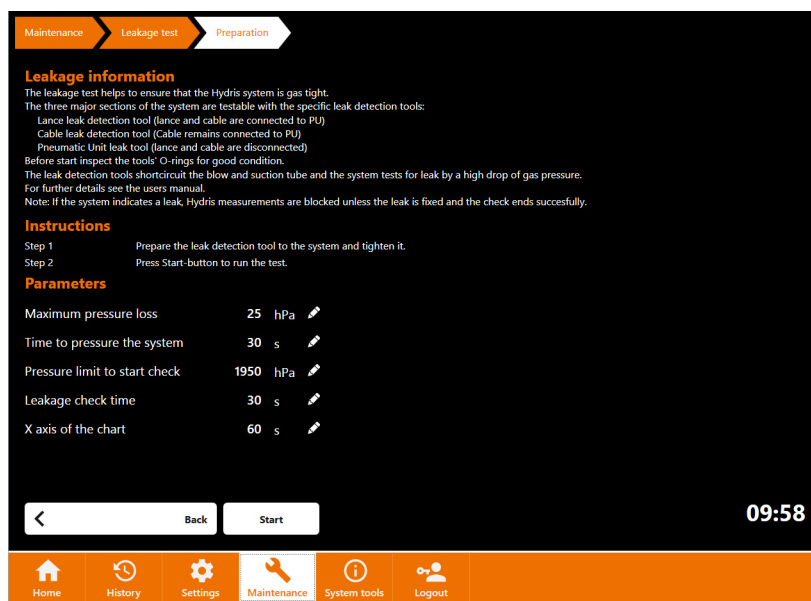 Maintenance
Leakage test
Preparation
Leakage information
The leakage test helps to ensure that the Hydris system is gas tight.
The three major sections of the system are testable with the specific leak detection tools:
Lance leak detection tool (lance and cable are connected to PU)
Cable leak detection tool (Cable remains connected to PU)
Pneumatic Unit leak tool (lance and cable are disconnected)
Before start inspect the tools' O-rings for good condition.
The leak detection tools shortcircuit the blow and suction tube and the system tests for leak by a high drop of gas pressure.
For further details see the users manual.
Note: If the system indicates a leak, Hydris measurements are blocked unless the leak is fixed and the check ends succesfully.
Instructions
Step 1 Prepare the leak detection tool to the system and tighten it.
Step 2 Press Start-button to run the test.
Parameters
Maximum pressure loss 25 hPa
Time to pressure the system 30 s
Pressure limit to start check 1950 hPa
Leakage check time 30 s
X axis of the chart 60 s
Back
Start
09:58
Home
History
Settings
Maintenance
System tools
Logout